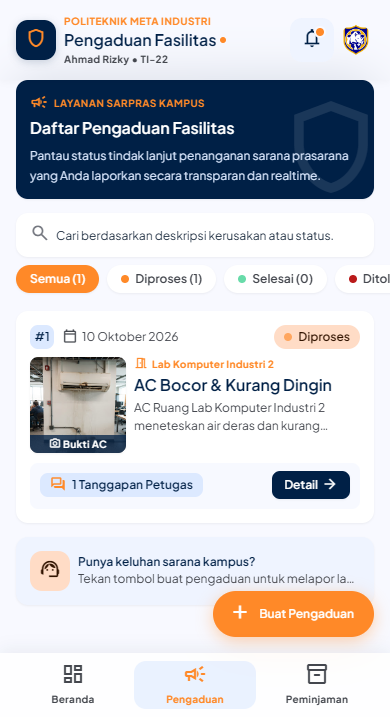 POLITEKNIK META INDUSTRI
Pengaduan Fasilitas
Ahmad Rizky • TI-22
LAYANAN SARPRAS KAMPUS
Daftar Pengaduan Fasilitas
Pantau status tindak lanjut penanganan sarana prasarana
yang Anda laporkan secara transparan dan realtime.
Cari berdasarkan deskripsi kerusakan atau status.
Semua (1)
Diproses (1)
Selesai (0)
Ditol
#1
10 Oktober 2026
Diproses
Lab Komputer Industri 2
AC Bocor & Kurang Dingin
AC Ruang Lab Komputer Industri 2
meneteskan air deras dan kurang...
Bukti AC
1 Tanggapan Petugas
Detail →
Punya keluhan sarana kampus?
Tekan tombol buat pengaduan untuk melapor la...
+ Buat Pengaduan
Beranda
Pengaduan
Peminjaman